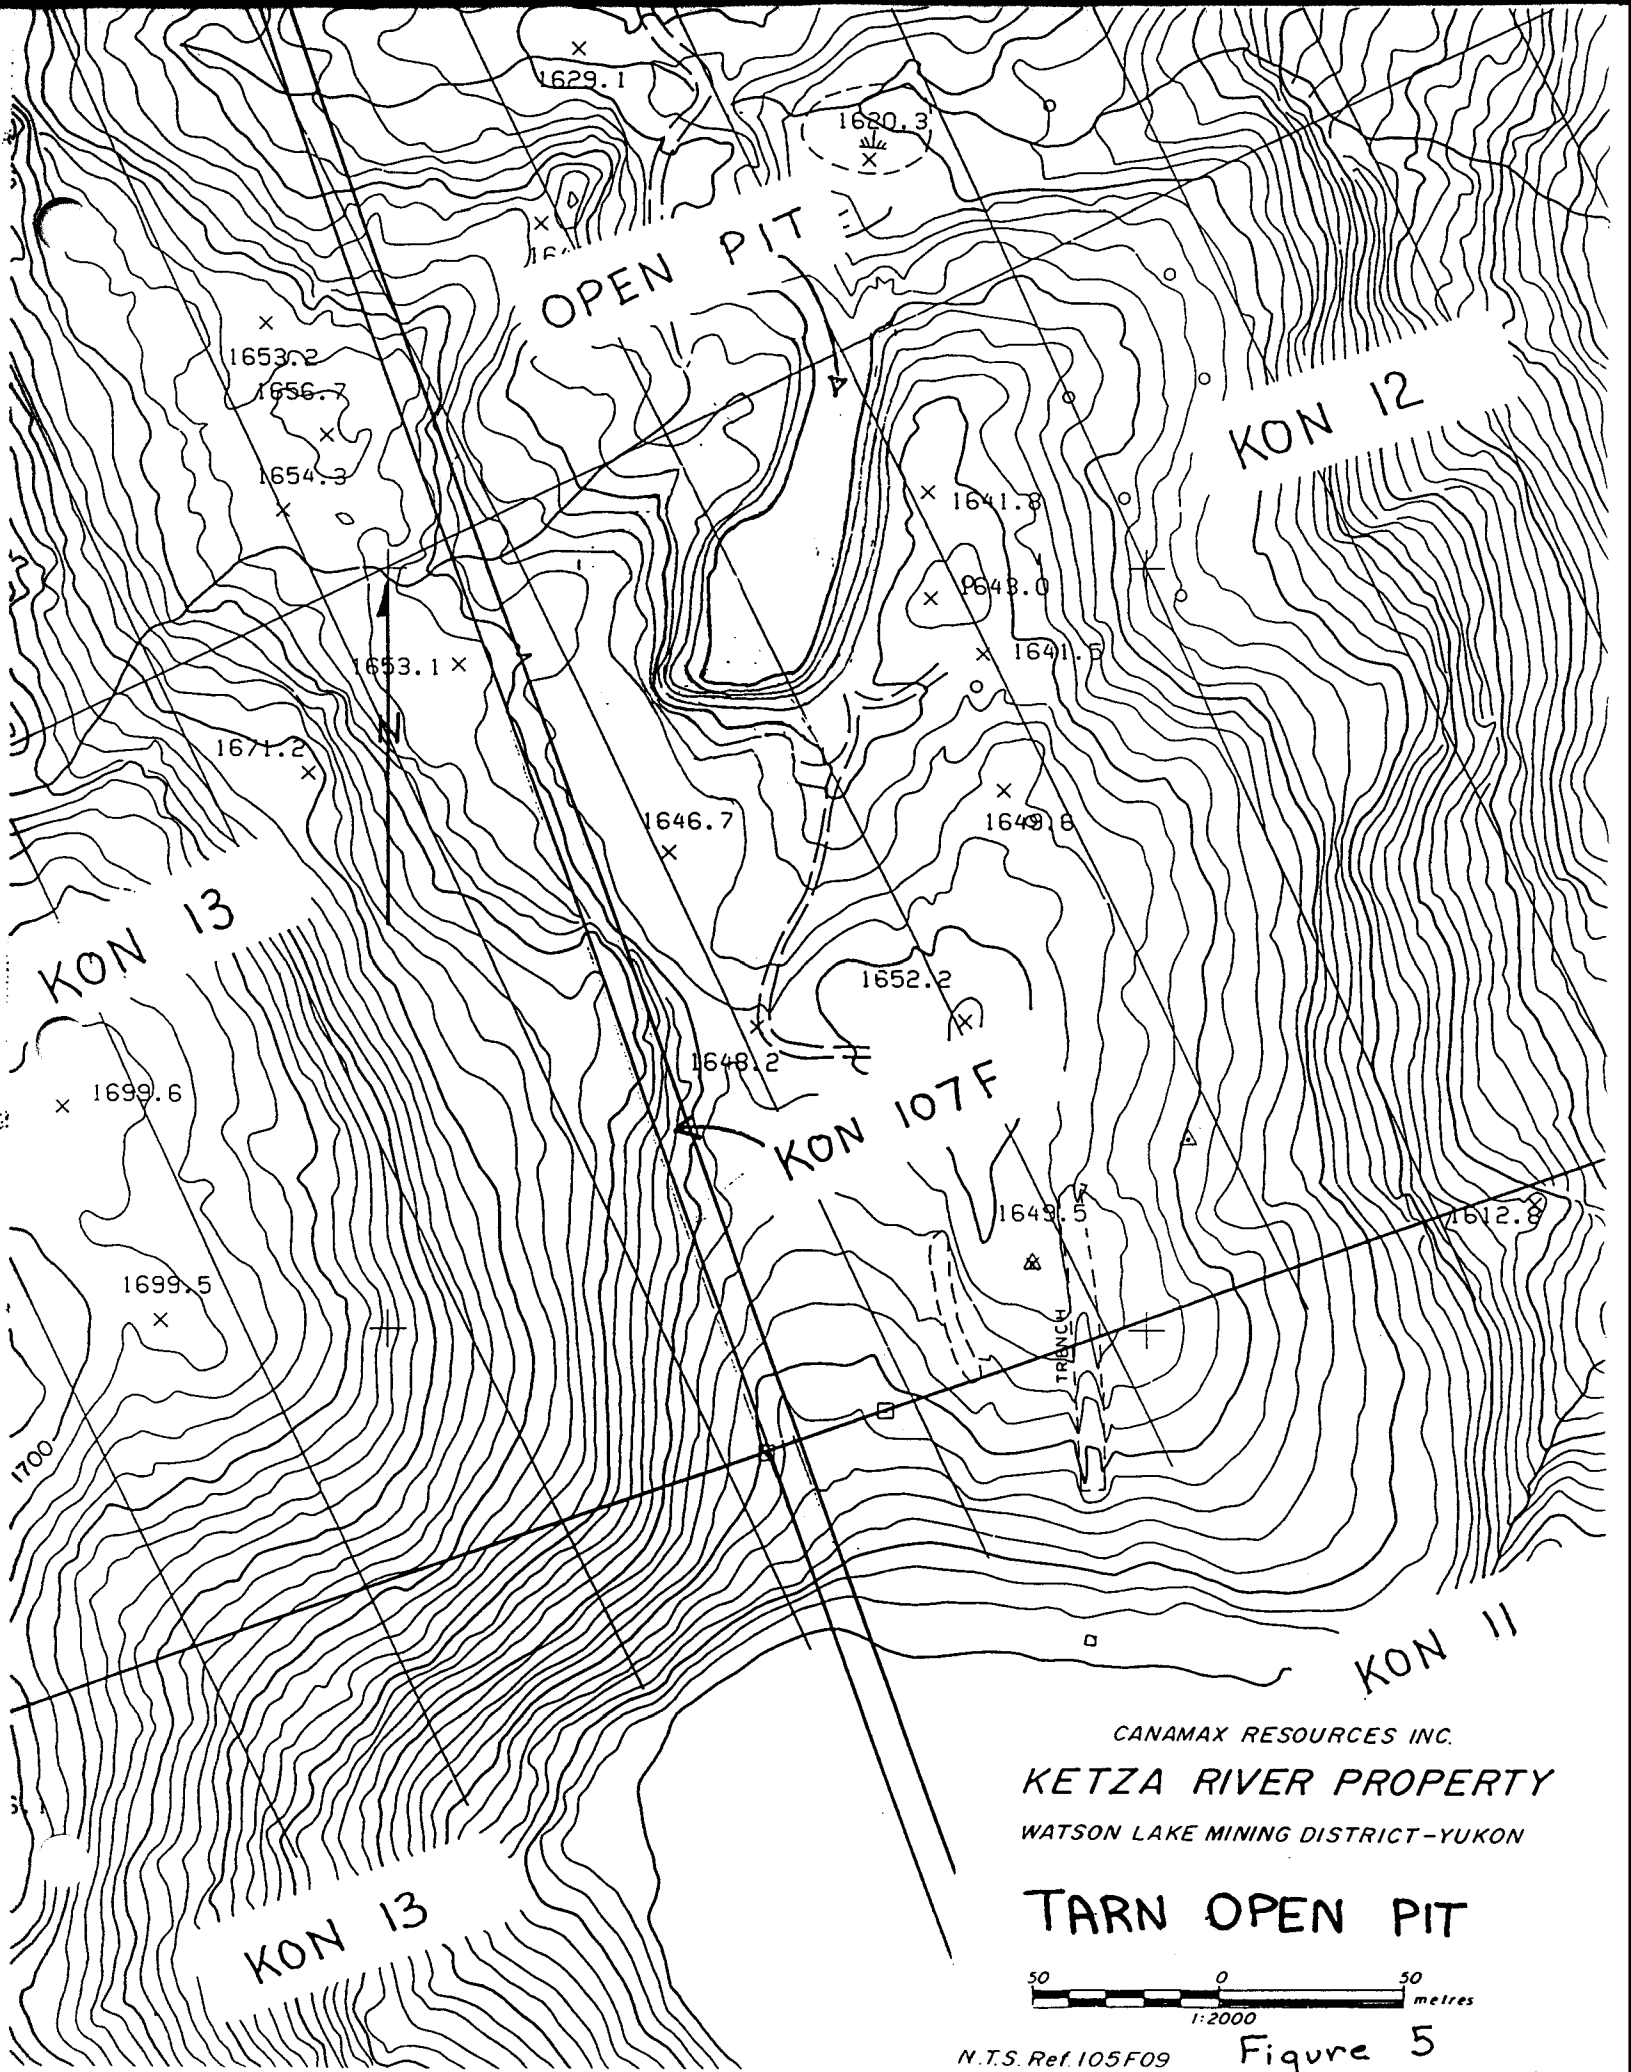 1629.1
1620.3
OPEN PIT
1653.2
1656.7
1654.3
KON 12
1641.8
1643.0
1641.5
1653.1
N
1671.2
1646.7
1649.6
KON 13
1652.2
1648.2
1699.6
KON 107F
1649.5
1612.8
1699.5
TRENCH
1700
KON 11
CANAMAX RESOURCES INC.
KETZA RIVER PROPERTY
WATSON LAKE MINING DISTRICT-YUKON
KON 13
TARN OPEN PIT
50 0 50
metres
1:2000
N.T.S. Ref. 105F09 Figure 5